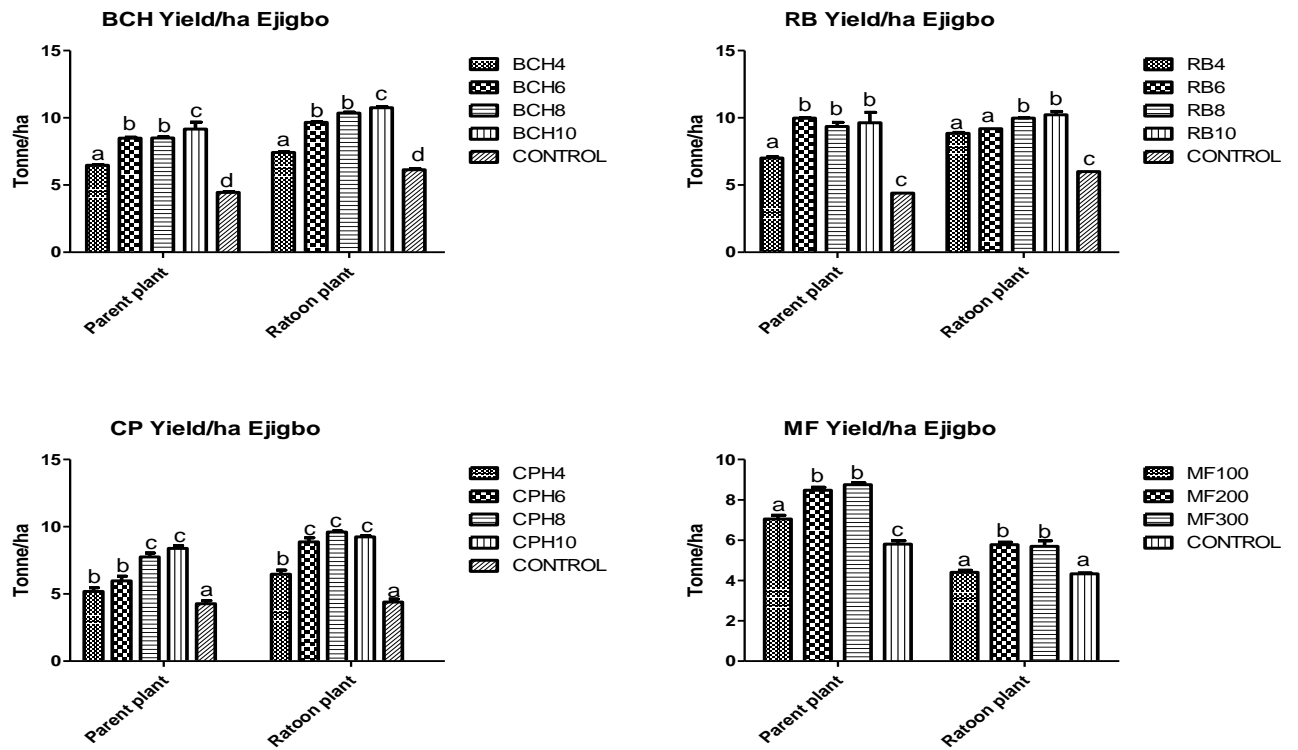 BCH Yield/ha Ejigbo
Tonne/ha
15
10
5
0
a b b c d a b b c d
Parent plant
Ratoon plant
BCH4
BCH6
BCH8
BCH10
CONTROL
RB Yield/ha Ejigbo
Tonne/ha
15
10
5
0
a b b b c a a b b c
Parent plant
Ratoon plant
RB4
RB6
RB8
RB10
CONTROL
CP Yield/ha Ejigbo
Tonne/ha
15
10
5
0
b b c c a b c c c a
Parent plant
Ratoon plant
CPH4
CPH6
CPH8
CPH10
CONTROL
MF Yield/ha Ejigbo
Tonne/ha
10
8
6
4
2
0
a b b c a b b a
Parent plant
Ratoon plant
MF100
MF200
MF300
CONTROL